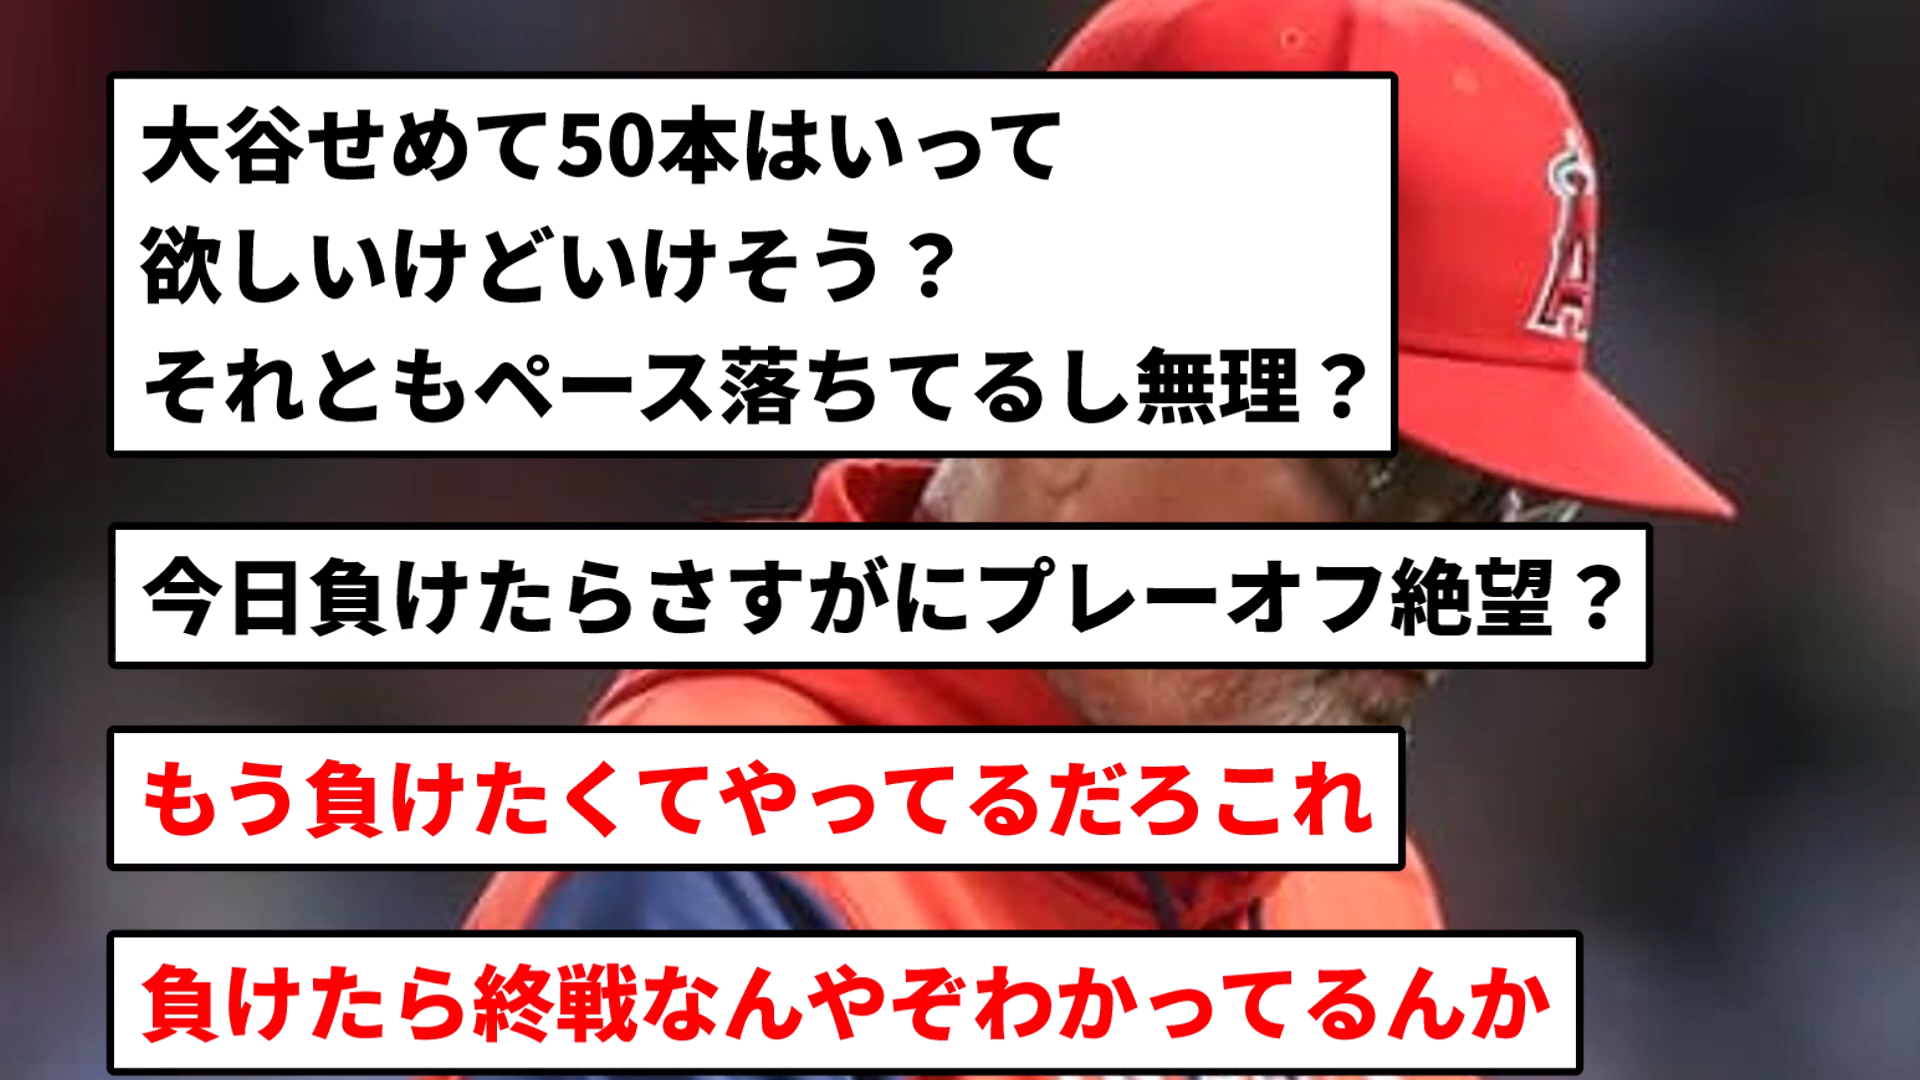 大谷せめて50本はいって
欲しいけどいけそう？
それともペース落ちてるし無理？
今日負けたらさすがにプレーオフ絶望？
もう負けたくてやってるだろこれ
負けたら終戦なんやぞわかってるんか